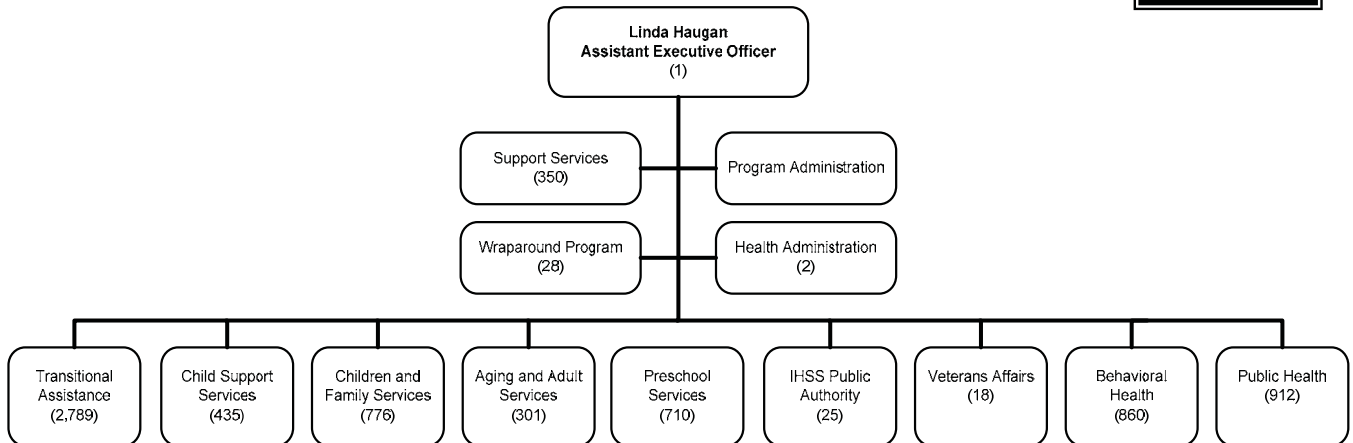 Linda Haugan
Assistant Executive Officer
(1)
Support Services
(350)
Program Administration
Wraparound Program
(28)
Health Administration
(2)
Transitional
Assistance
(2,789)
Child Support
Services
(435)
Children and
Family Services
(776)
Aging and Adult
Services
(301)
Preschool
Services
(710)
IHSS Public
Authority
(25)
Veterans Affairs
(18)
Behavioral
Health
(860)
Public Health
(912)